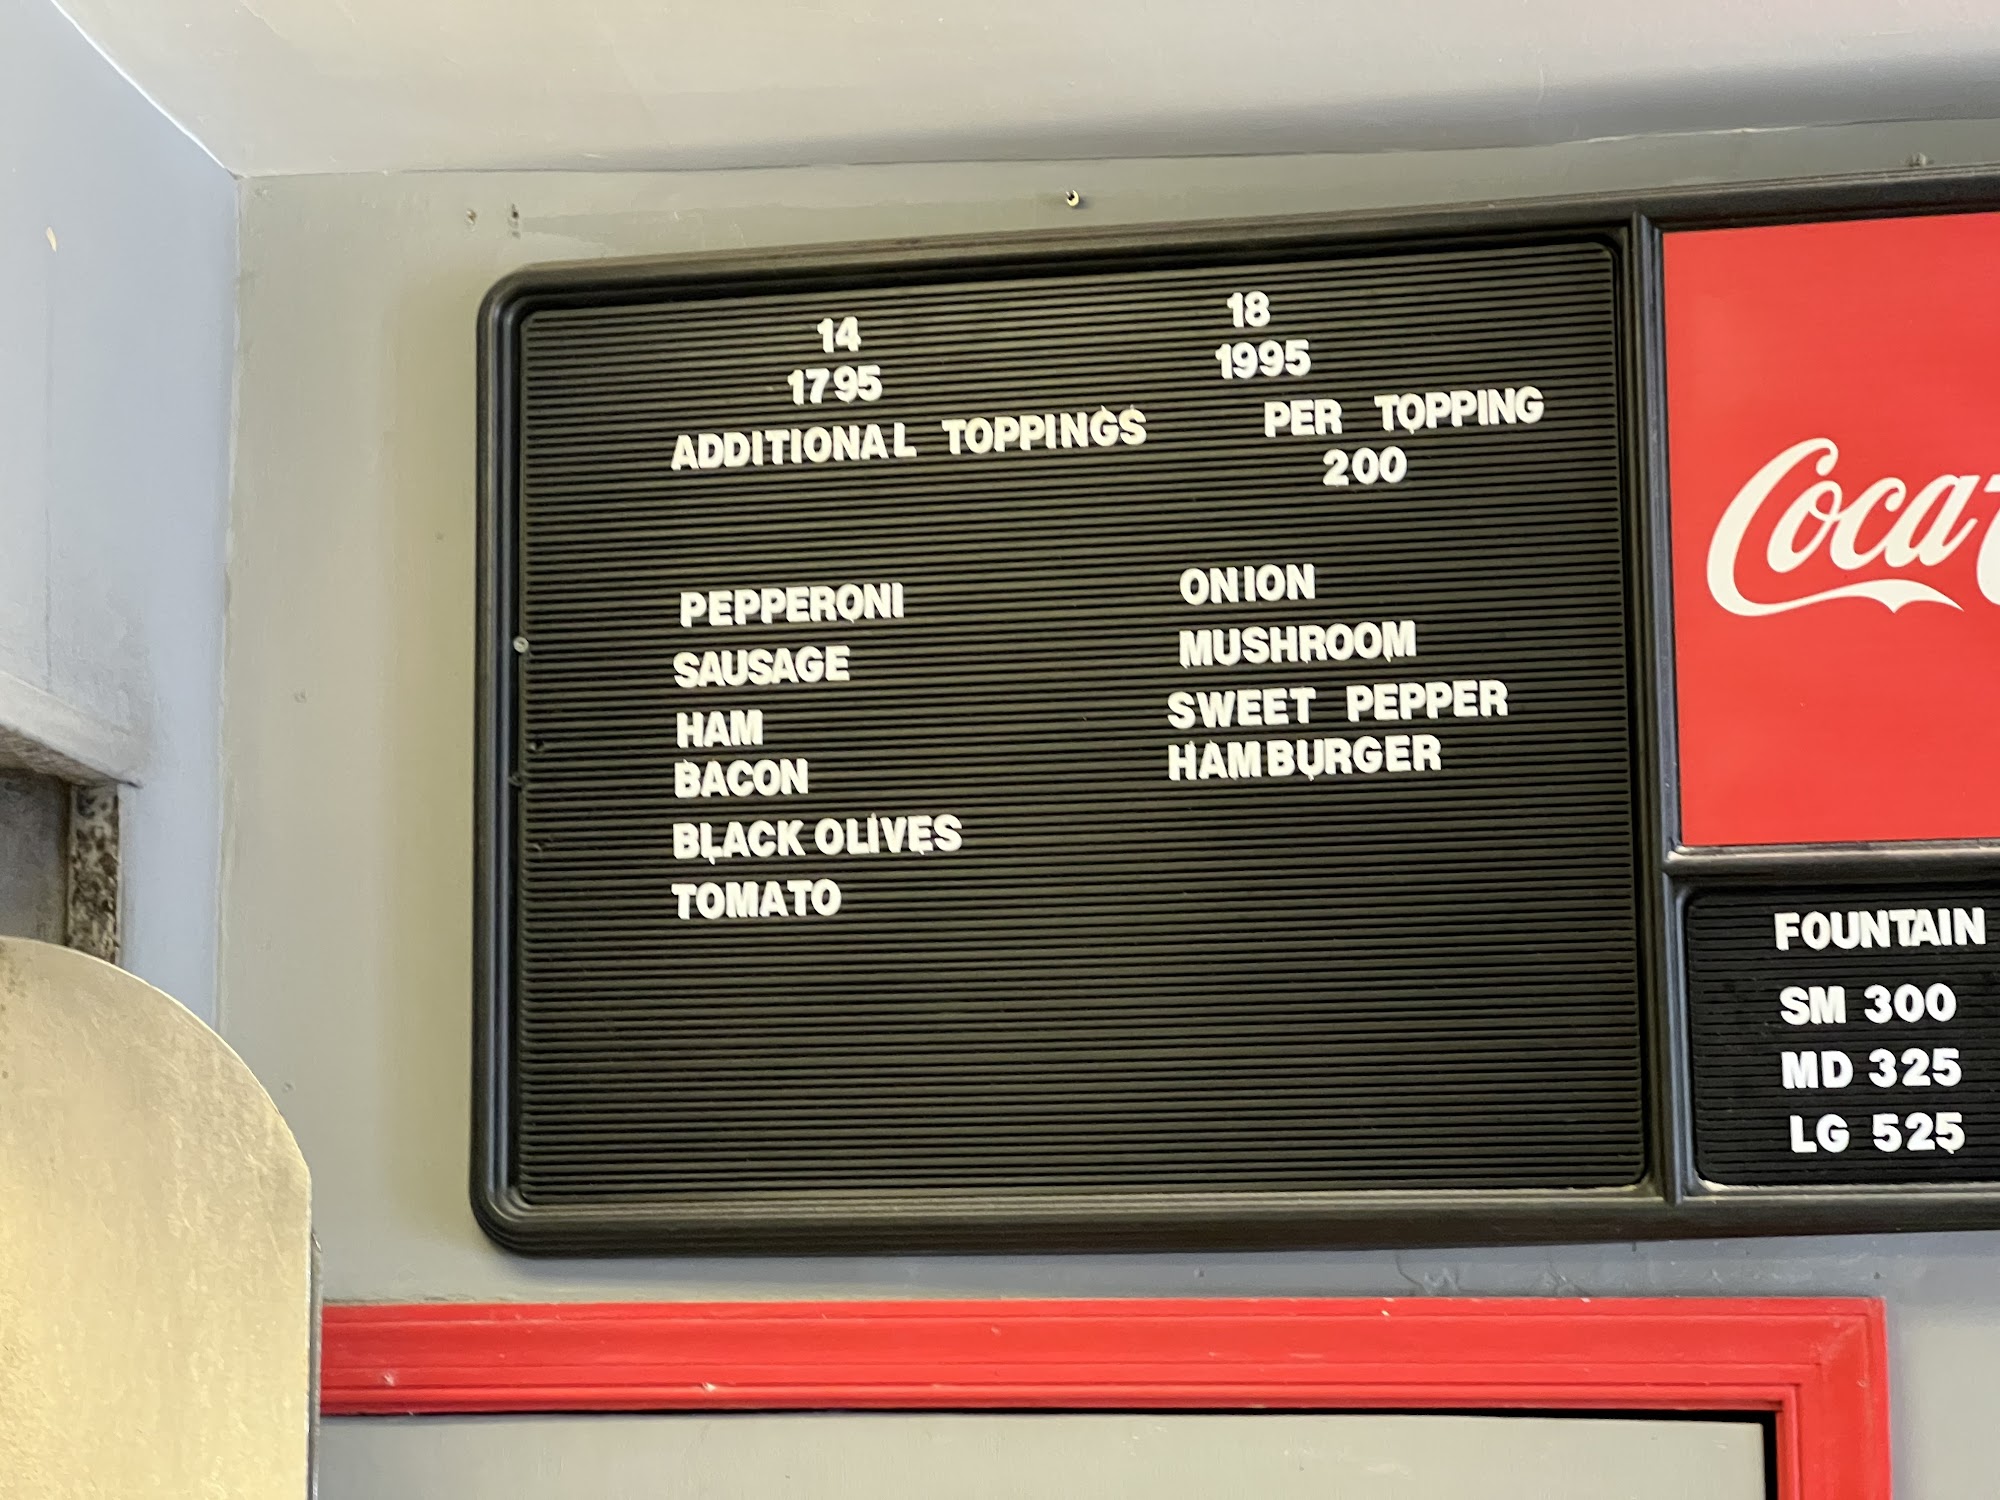 14 18
1795 1995
ADDITIONAL TOPPINGS PER TOPPING
200
PEPPERONI ONION
SAUSAGE MUSHROOM
HAM SWEET PEPPER
BACON HAMBURGER
BLACK OLIVES
TOMATO
Coca
FOUNTAIN
SM 300
MD 325
LG 525